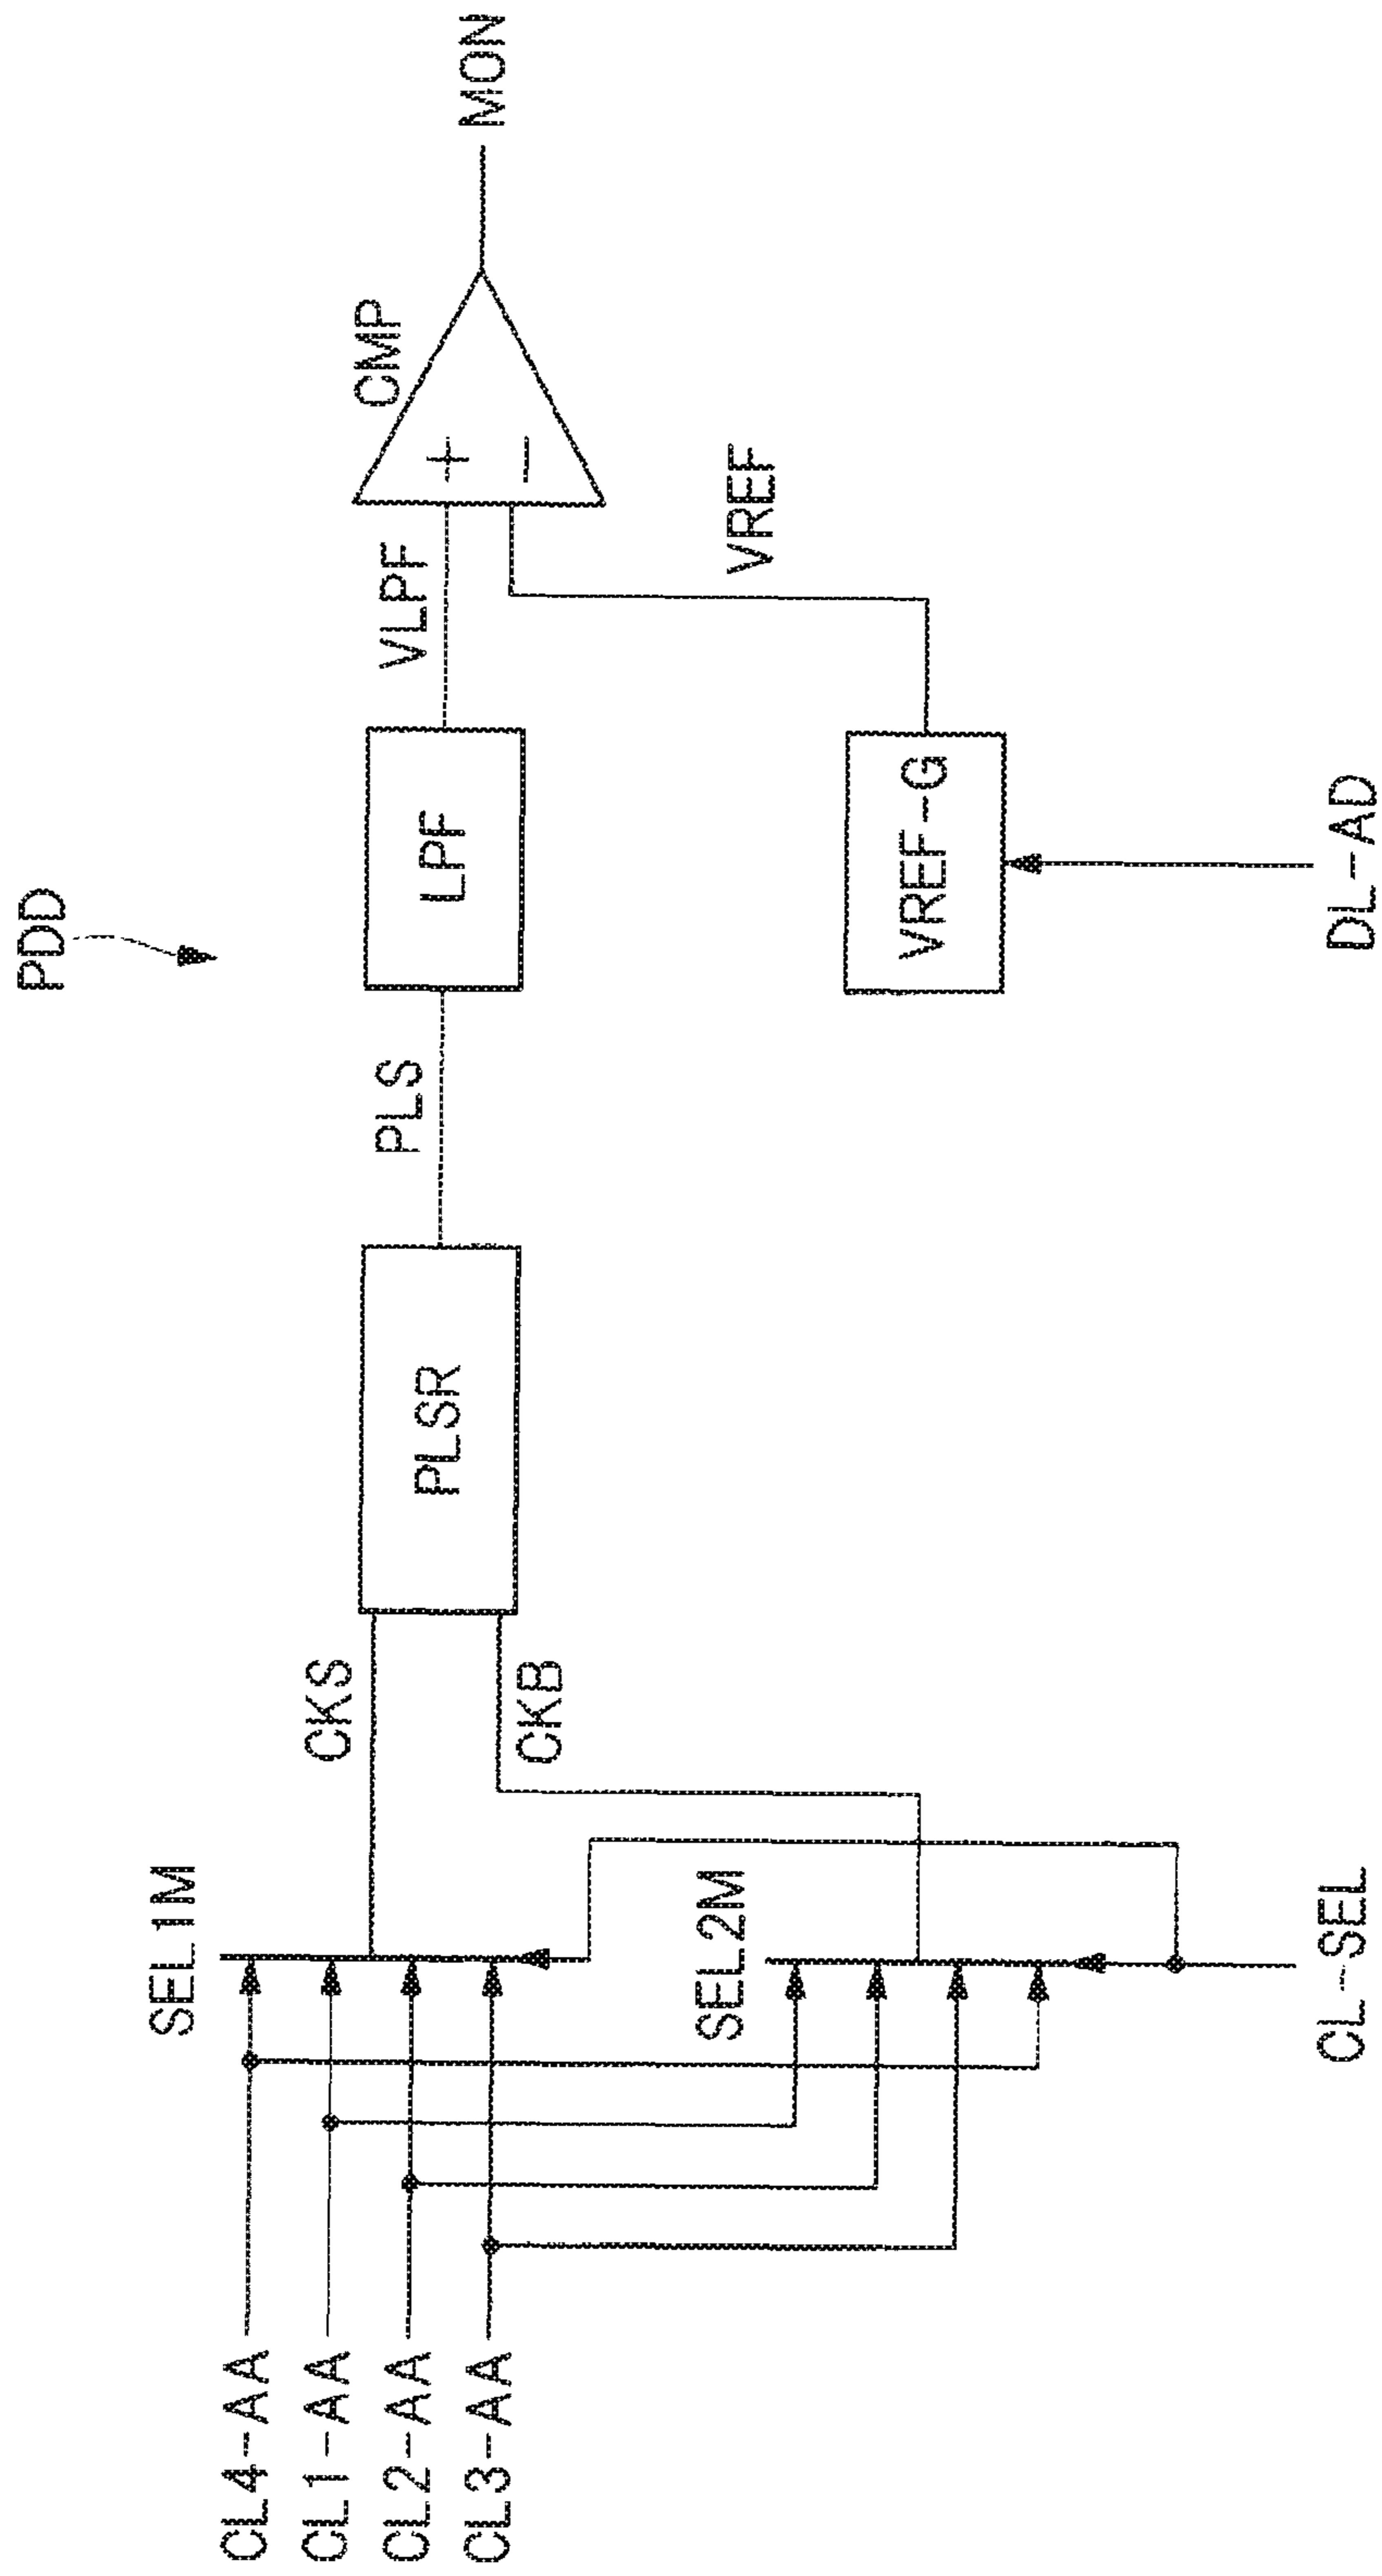 PDD
SEL1M
CL4-AA
CL1-AA
CL2-AA
CL3-AA
CKS
CKB
PLSR
PLS
LPF
VLPF
CMP
+
−
MON
SEL2M
VREF-G
VREF
CL-SEL
DL-AD